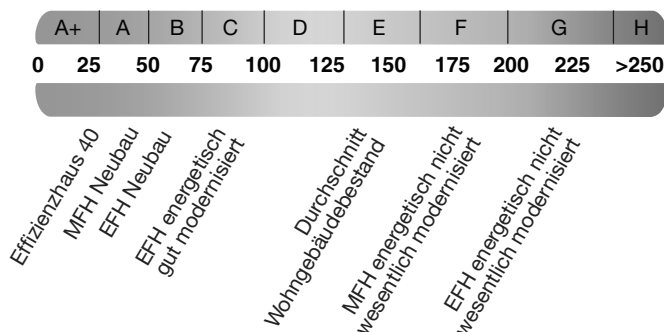 A+ A B C D E F G H
0 25 50 75 100 125 150 175 200 225 >250
Effizienzhaus 40
MFH Neubau
EFH Neubau
EFH energetisch
gut modernisiert
Durchschnitt
Wohngebäudebestand
MFH energetisch nicht
wesentlich modernisiert
EFH energetisch nicht
wesentlich modernisiert